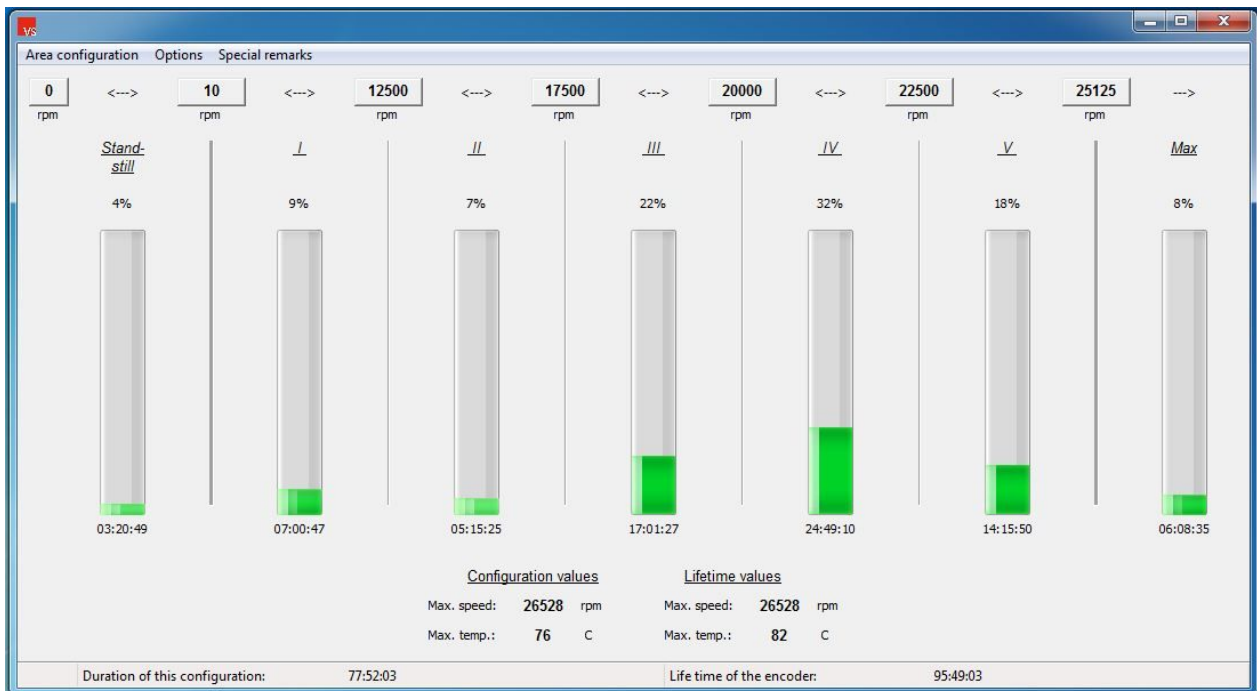 VS
Area configuration Options Special remarks
0 <---> 10 <---> 12500 <---> 17500 <---> 20000 <---> 22500 <---> 25125 --->
rpm rpm rpm rpm rpm rpm rpm
Stand-still I II III IV V Max
4% 9% 7% 22% 32% 18% 8%
03:20:49 07:00:47 05:15:25 17:01:27 24:49:10 14:15:50 06:08:35
Configuration values Lifetime values
Max. speed: 26528 rpm Max. speed: 26528 rpm
Max. temp.: 76 C Max. temp.: 82 C
Duration of this configuration: 77:52:03 Life time of the encoder: 95:49:03